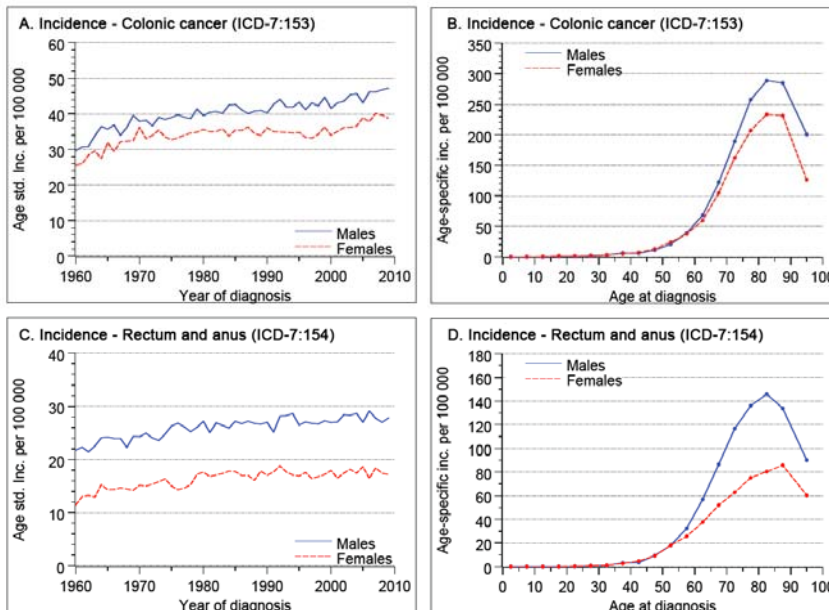 A. Incidence - Colonic cancer (ICD-7:153)
Age std. Inc. per 100 000
60
50
40
30
20
10
0
Males
Females
1960 1970 1980 1990 2000 2010
Year of diagnosis
B. Incidence - Colonic cancer (ICD-7:153)
Age-specific inc. per 100 000
350
300
250
200
150
100
50
0
Males
Females
0 10 20 30 40 50 60 70 80 90 100
Age at diagnosis
C. Incidence - Rectum and anus (ICD-7:154)
Age std. Inc. per 100 000
40
30
20
10
0
Males
Females
1960 1970 1980 1990 2000 2010
Year of diagnosis
D. Incidence - Rectum and anus (ICD-7:154)
Age-specific inc. per 100 000
180
160
140
120
100
80
60
40
20
0
Males
Females
0 10 20 30 40 50 60 70 80 90 100
Age at diagnosis